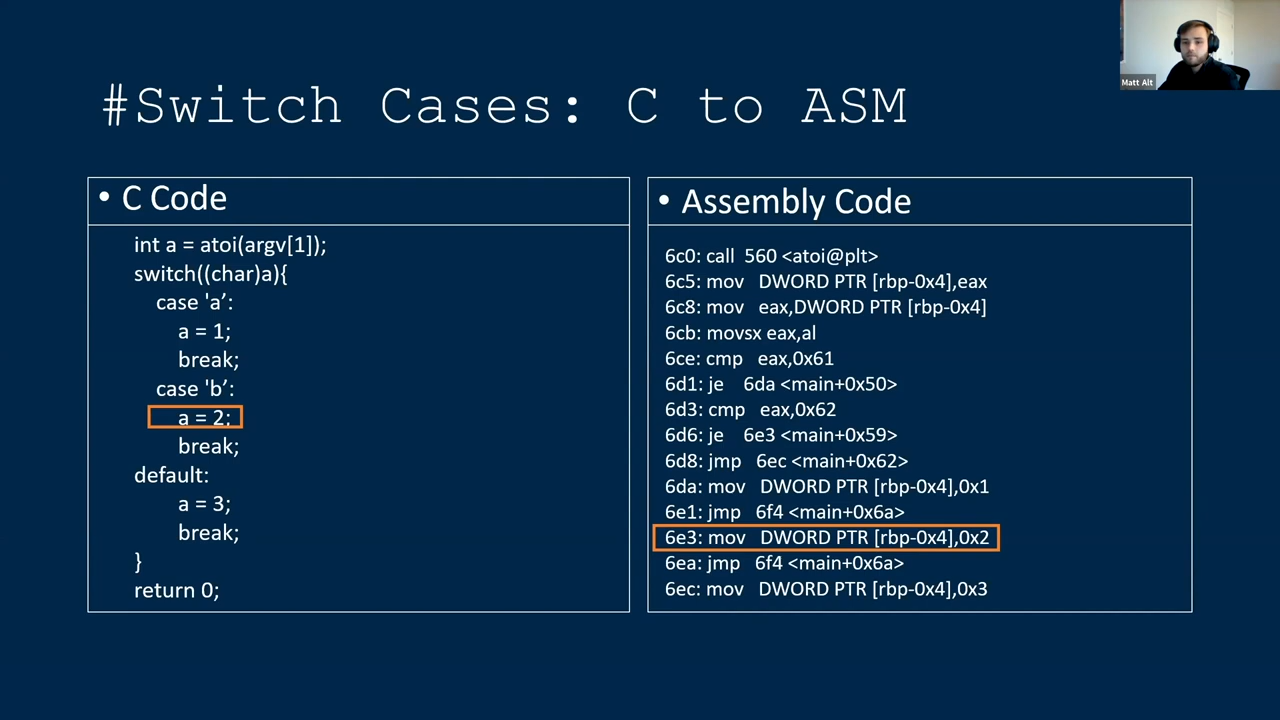 Matt Alt
#Switch Cases: C to ASM
• C Code
int a = atoi(argv[1]);
switch((char)a){
case 'a’:
a = 1;
break;
case 'b’:
a = 2;
break;
default:
a = 3;
break;
}
return 0;
• Assembly Code
6c0: call 560 <atoi@plt>
6c5: mov DWORD PTR [rbp-0x4],eax
6c8: mov eax,DWORD PTR [rbp-0x4]
6cb: movsx eax,al
6ce: cmp eax,0x61
6d1: je 6da <main+0x50>
6d3: cmp eax,0x62
6d6: je 6e3 <main+0x59>
6d8: jmp 6ec <main+0x62>
6da: mov DWORD PTR [rbp-0x4],0x1
6e1: jmp 6f4 <main+0x6a>
6e3: mov DWORD PTR [rbp-0x4],0x2
6ea: jmp 6f4 <main+0x6a>
6ec: mov DWORD PTR [rbp-0x4],0x3